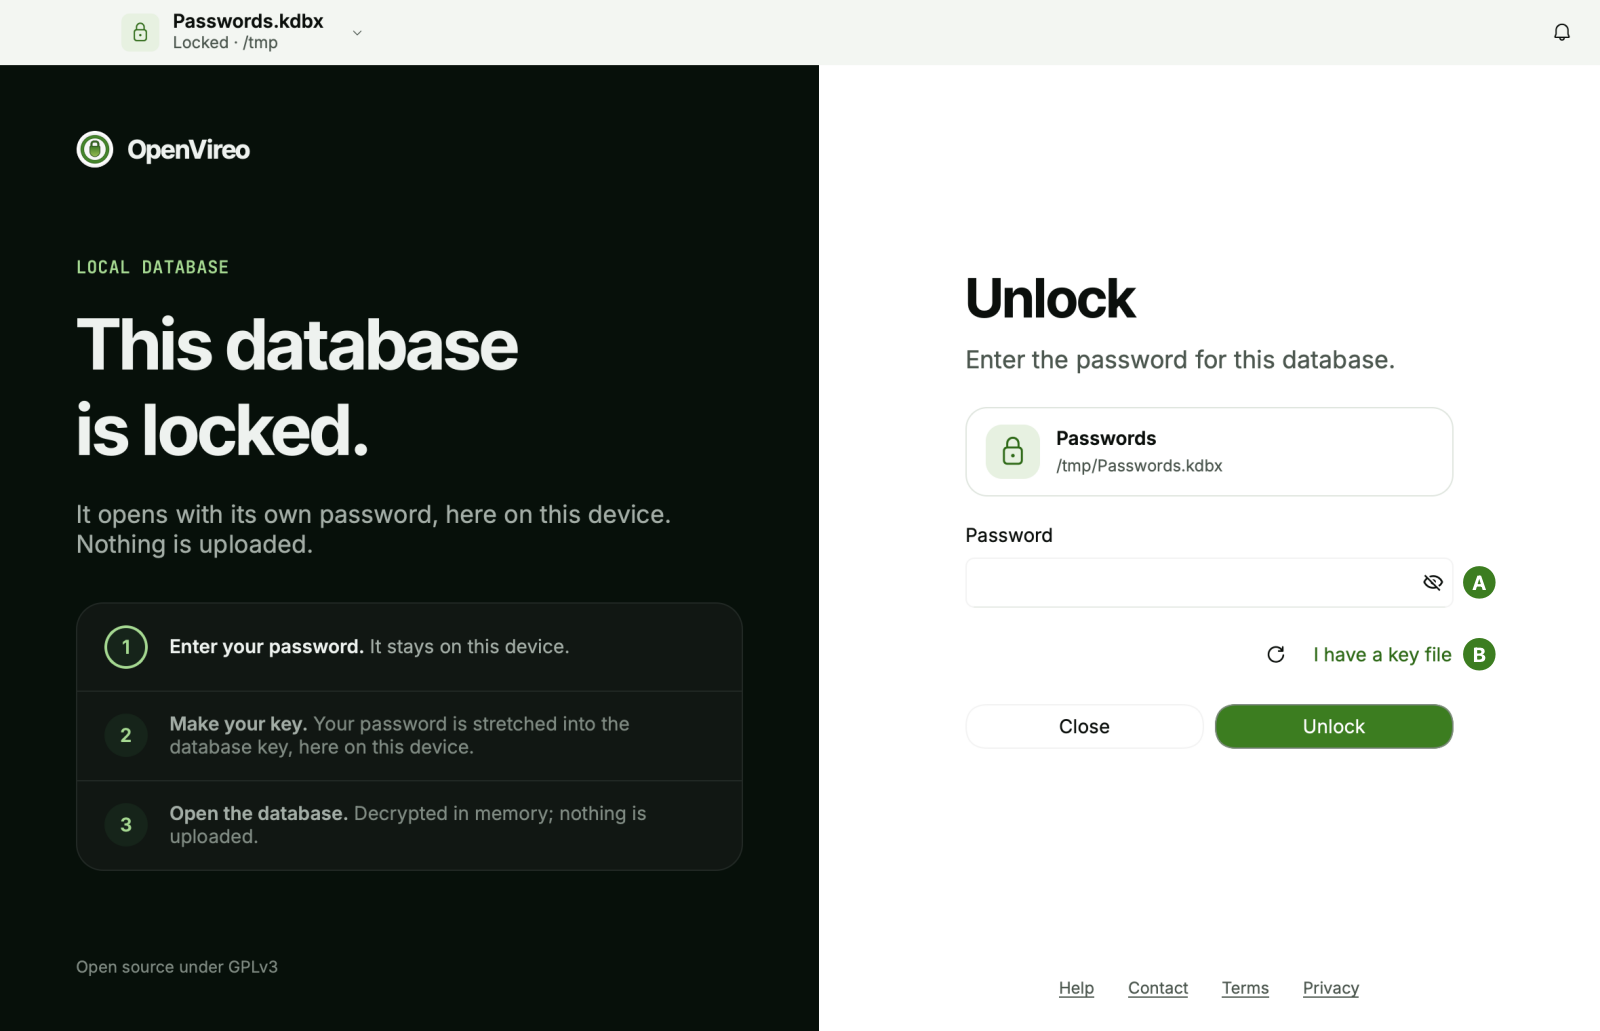 Passwords.kdbx
Locked · /tmp
OpenVireo
LOCAL DATABASE
This database
is locked.
It opens with its own password, here on this device.
Nothing is uploaded.
1
Enter your password. It stays on this device.
2
Make your key. Your password is stretched into the
database key, here on this device.
3
Open the database. Decrypted in memory; nothing is
uploaded.
Open source under GPLv3
Unlock
Enter the password for this database.
Passwords
/tmp/Passwords.kdbx
Password
A
I have a key file
B
Close
Unlock
Help
Contact
Terms
Privacy